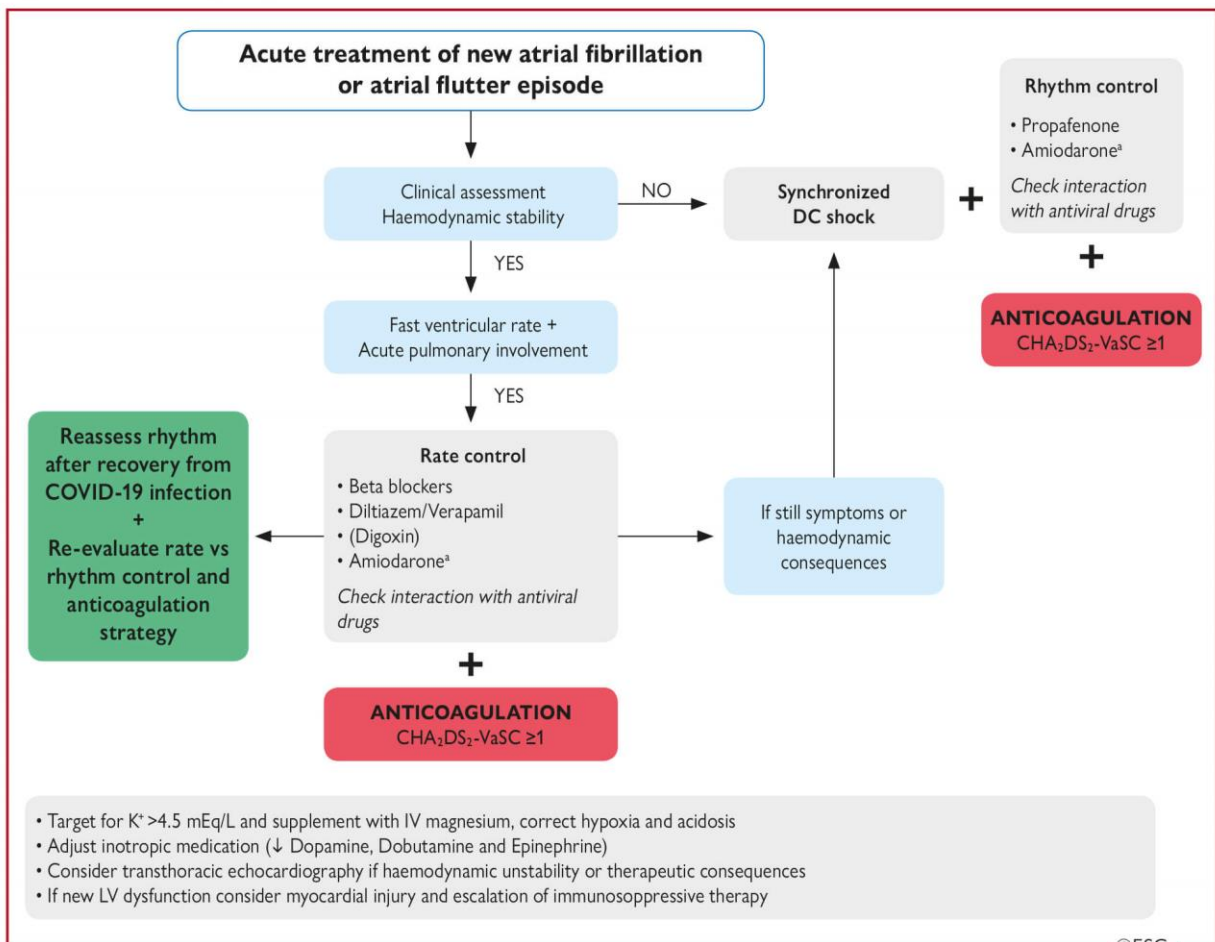 Acute treatment of new atrial fibrillation
or atrial flutter episode
Rhythm control
• Propafenone
• Amiodaroneᵃ
Check interaction
with antiviral drugs
Clinical assessment
Haemodynamic stability
NO
Synchronized
DC shock
+
+
YES
ANTICOAGULATION
CHA₂DS₂-VaSC ≥1
Fast ventricular rate +
Acute pulmonary involvement
YES
Reassess rhythm
after recovery from
COVID-19 infection
+
Re-evaluate rate vs
rhythm control and
anticoagulation
strategy
Rate control
• Beta blockers
• Diltiazem/Verapamil
• (Digoxin)
• Amiodaroneᵃ
Check interaction with antiviral
drugs
If still symptoms or
haemodynamic
consequences
+
ANTICOAGULATION
CHA₂DS₂-VaSC ≥1
• Target for K⁺ >4.5 mEq/L and supplement with IV magnesium, correct hypoxia and acidosis
• Adjust inotropic medication (↓ Dopamine, Dobutamine and Epinephrine)
• Consider transthoracic echocardiography if haemodynamic unstability or therapeutic consequences
• If new LV dysfunction consider myocardial injury and escalation of immunosoppressive therapy
©ESC